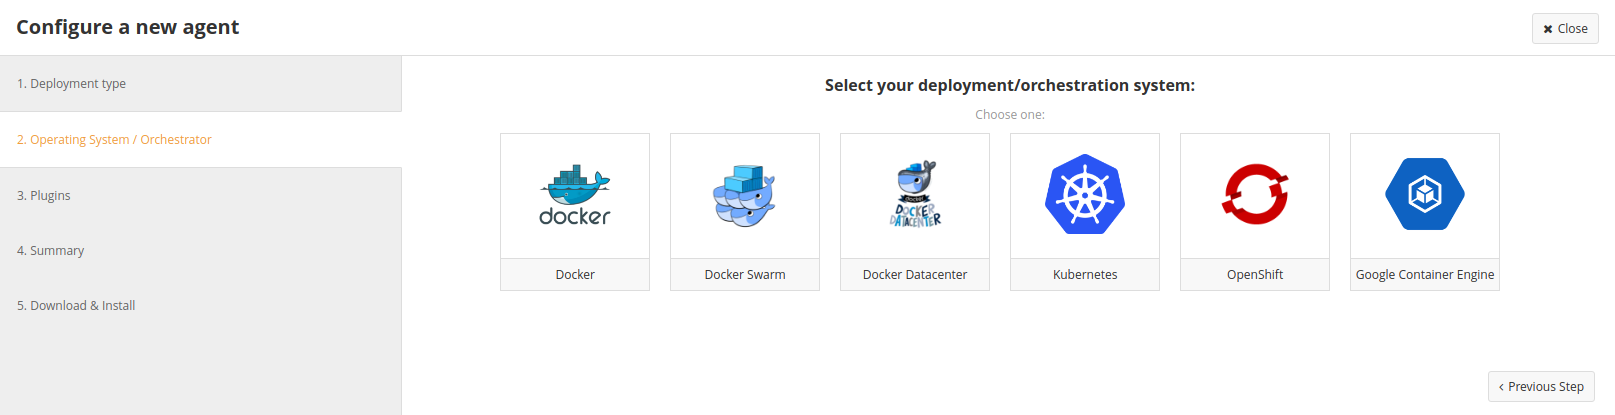 Configure a new agent
✖ Close
1. Deployment type
2. Operating System / Orchestrator
3. Plugins
4. Summary
5. Download & Install
Select your deployment/orchestration system:
Choose one:
docker
docker
DOCKER
DATACENTER
Docker
Docker Swarm
Docker Datacenter
Kubernetes
OpenShift
Google Container Engine
‹ Previous Step